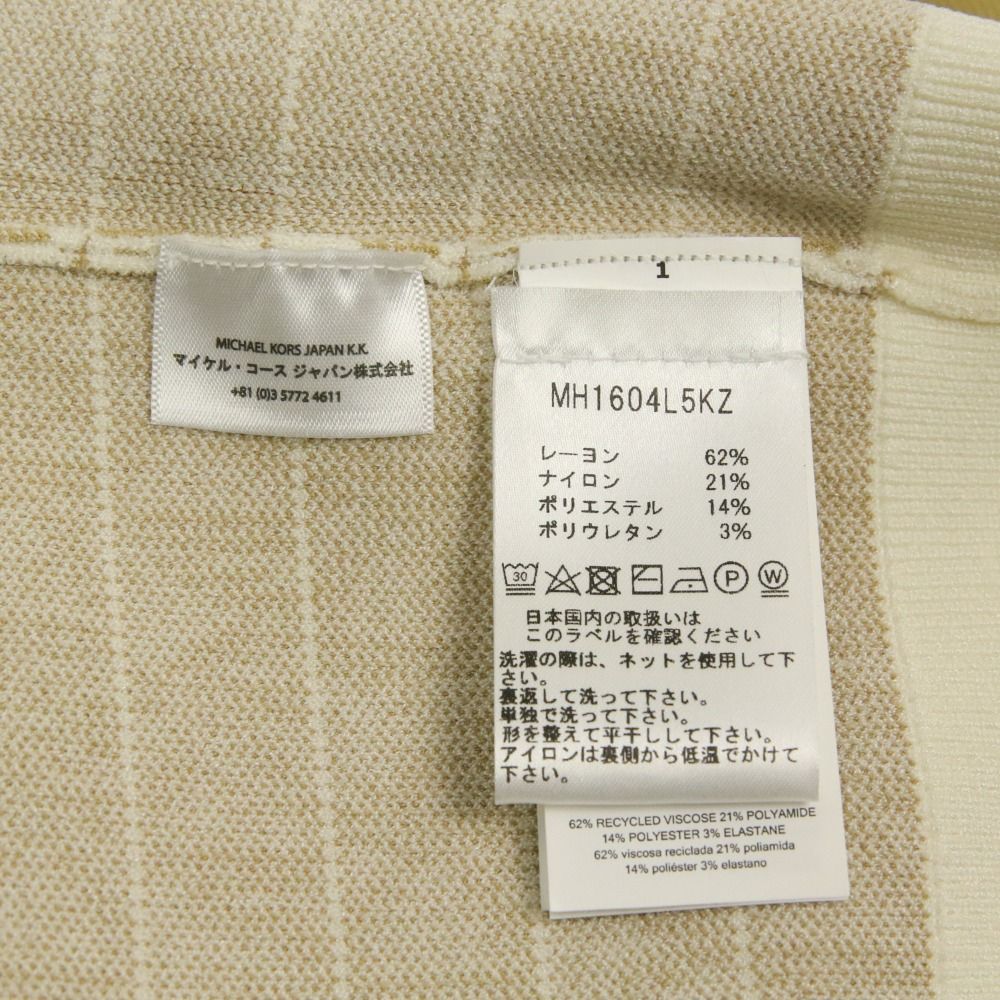 MICHAEL KORS JAPAN K.K.
マイケル・コース ジャパン株式会社
+81 (0)3 5772 4611
1
MH1604L5KZ
レーヨン 62%
ナイロン 21%
ポリエステル 14%
ポリウレタン 3%
30 P W
日本国内の取扱いは
このラベルを確認ください
洗濯の際は、ネットを使用して下
さい。
裏返して洗って下さい。
単独で洗って下さい。
形を整えて平干しして下さい。
アイロンは裏側から低温でかけて
下さい。
62% RECYCLED VISCOSE 21% POLYAMIDE
14% POLYESTER 3% ELASTANE
62% viscosa reciclada 21% poliamida
14% poliéster 3% elastano